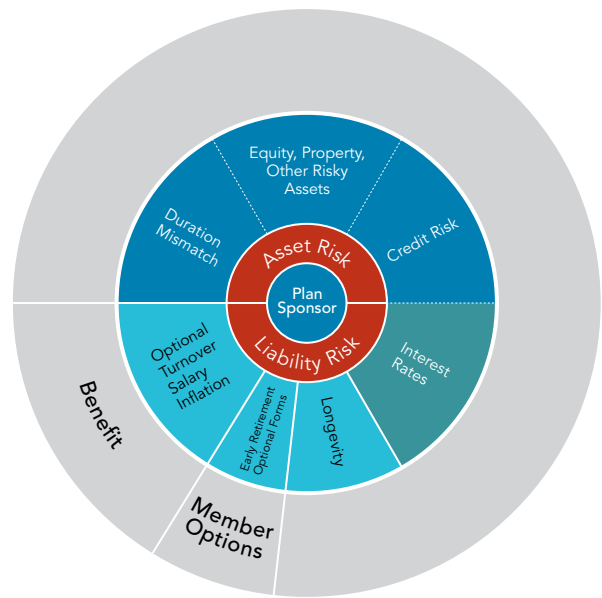 Equity, Property,
Other Risky
Assets
Duration
Mismatch
Credit Risk
Asset Risk
Plan
Sponsor
Liability Risk
Optional
Turnover
Salary
Inflation
Interest
Rates
Early Retirement
Optional Forms
Longevity
Benefit
Member
Options